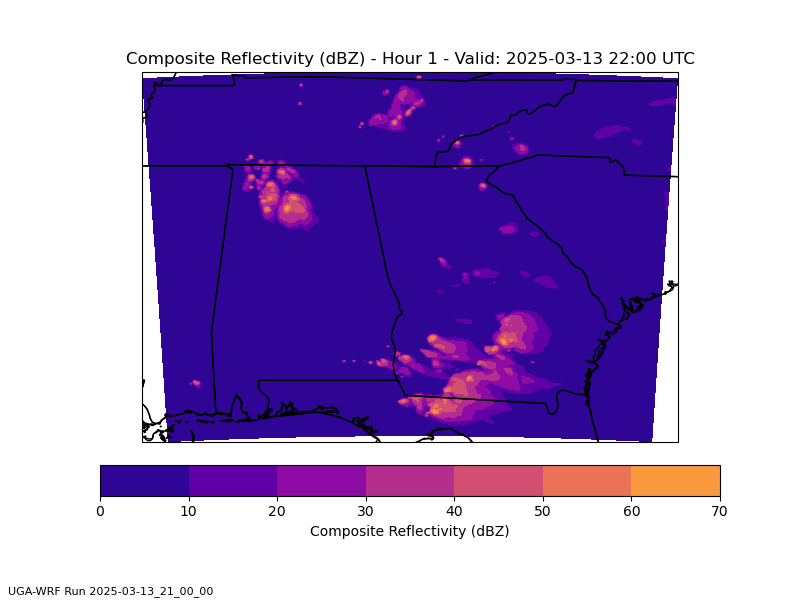 Composite Reflectivity (dBZ) - Hour 1 - Valid: 2025-03-13 22:00 UTC
0 10 20 30 40 50 60 70
Composite Reflectivity (dBZ)
UGA-WRF Run 2025-03-13_21_00_00